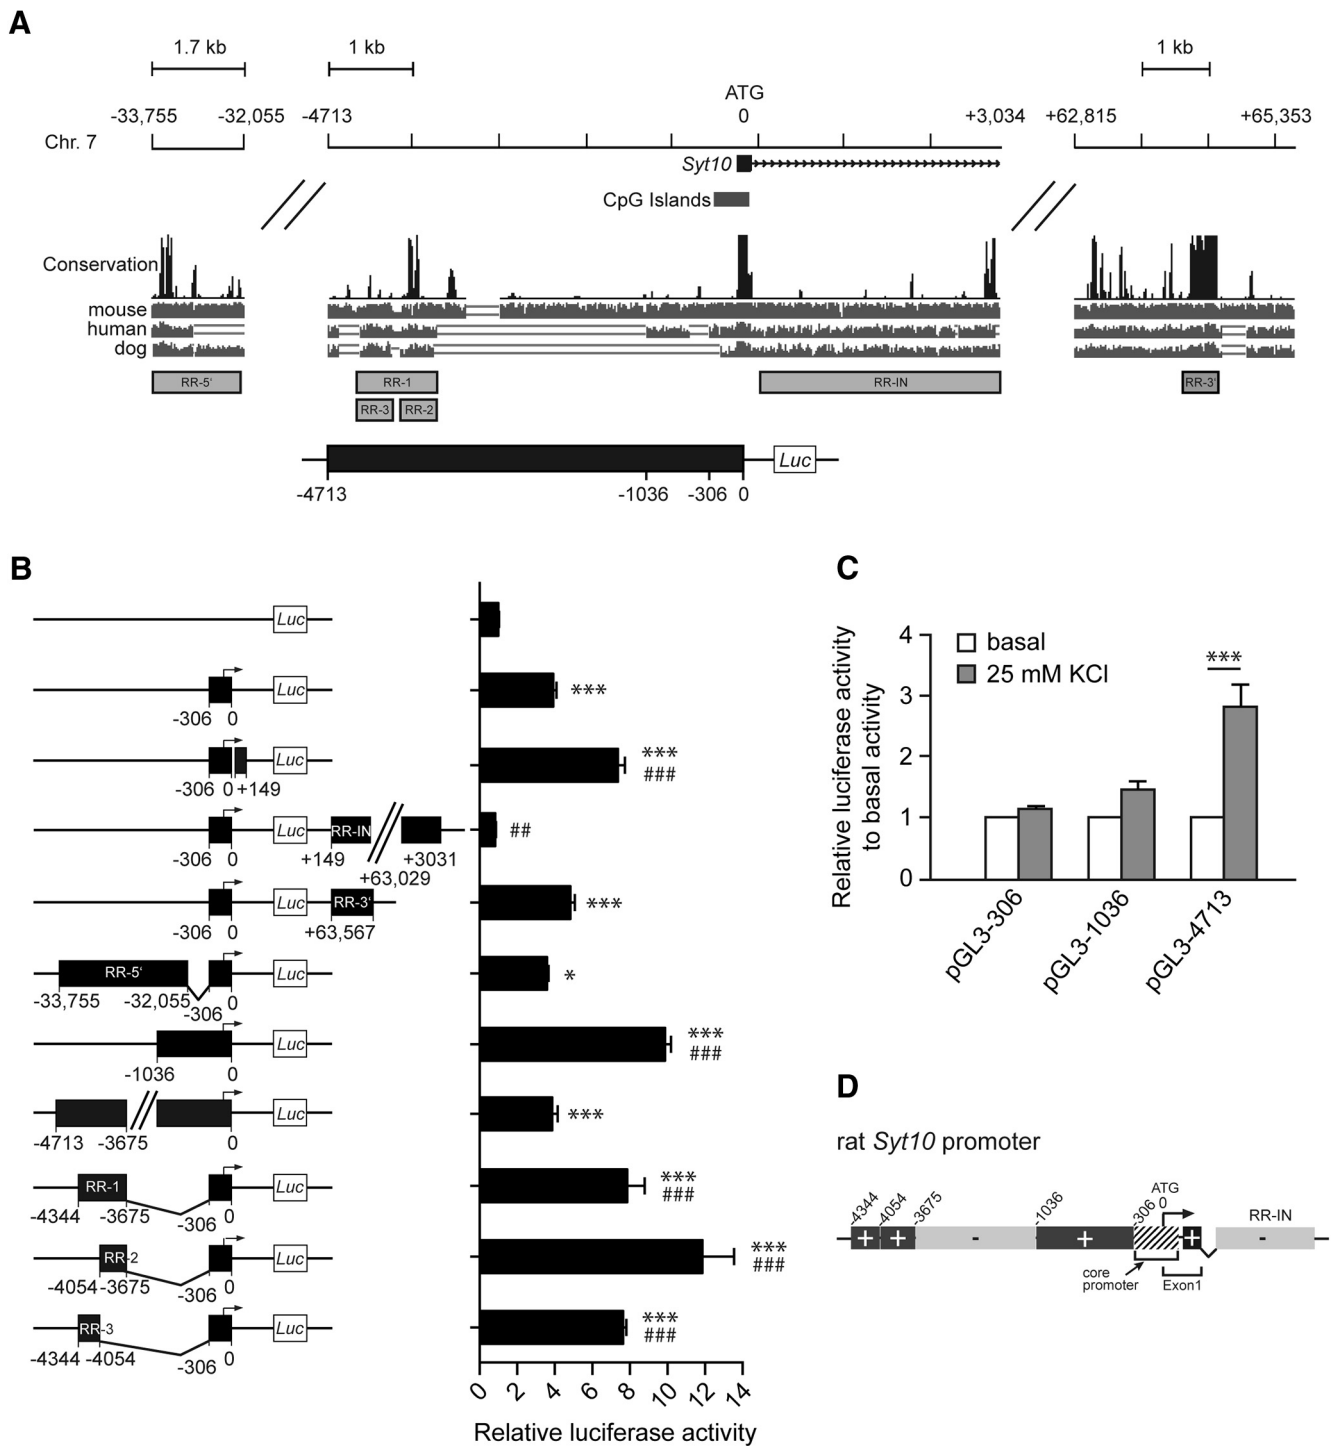 A
1.7 kb
1 kb
1 kb
ATG
-33,755
-32,055
-4713
0
+3,034
+62,815
+65,353
Chr. 7
Syt10
CpG Islands
Conservation
mouse
human
dog
RR-5'
RR-1
RR-IN
RR-3'
RR-3
RR-2
Luc
-4713
-1036
-306
0
B
Luc
Luc
-306
0
***
Luc
-306
0
+149
***
###
Luc
RR-IN
-306
0
+149
+3031
##
+63,029
Luc
RR-3'
-306
0
+63,567
***
RR-5'
Luc
-33,755
-32,055
-306
0
*
Luc
-1036
0
***
###
Luc
-4713
-3675
0
***
RR-1
Luc
-4344
-3675
-306
0
***
###
RR-2
Luc
-4054
-3675
-306
0
***
###
RR-3
Luc
-4344
-4054
-306
0
***
###
0 2 4 6 8 10 12 14
Relative luciferase activity
C
Relative luciferase activity
to basal activity
4
3
2
1
0
basal
25 mM KCl
***
pGL3-306
pGL3-1036
pGL3-4713
D
rat Syt10 promoter
-4344
-4054
-3675
-1036
-306
ATG
0
RR-IN
+ + - + + -
core
promoter
Exon1